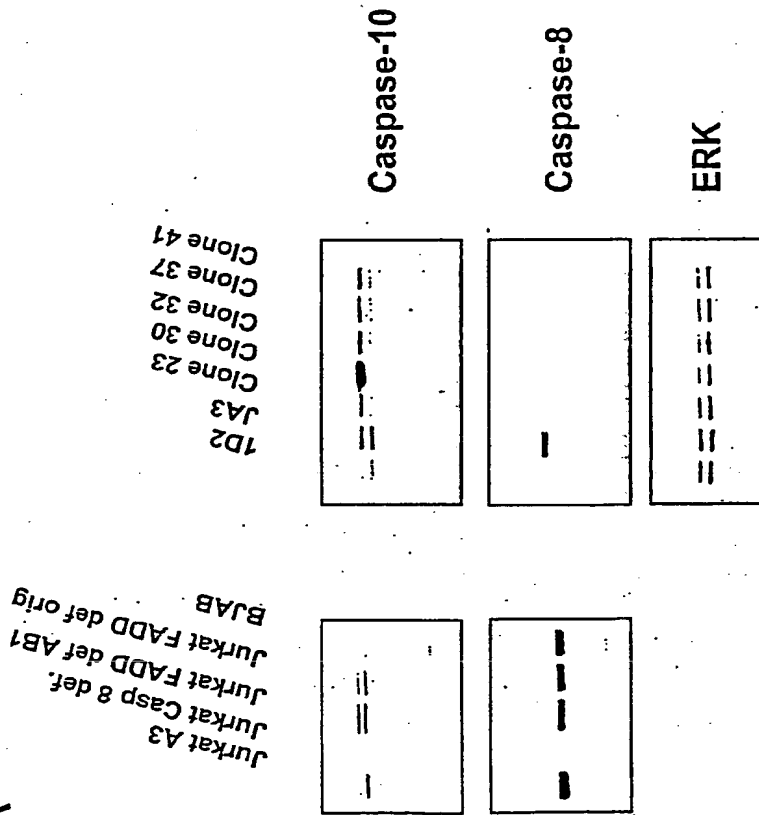 Jurkat A3
Jurkat Casp 8 def.
Jurkat FADD def AB1
Jurkat FADD def orig
BJAB
1D2
JA3
Clone 23
Clone 30
Clone 32
Clone 37
Clone 41
Caspase-10
Caspase-8
ERK